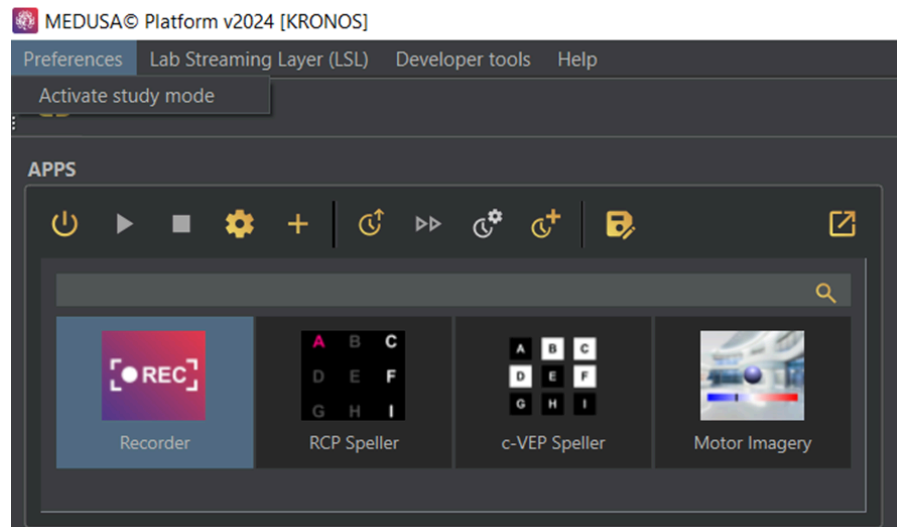 MEDUSA© Platform v2024 [KRONOS]
Preferences Lab Streaming Layer (LSL) Developer tools Help
Activate study mode
APPS
REC
A B C
D E F
G H I
A B C
D E F
G H I
Recorder RCP Speller c-VEP Speller Motor Imagery